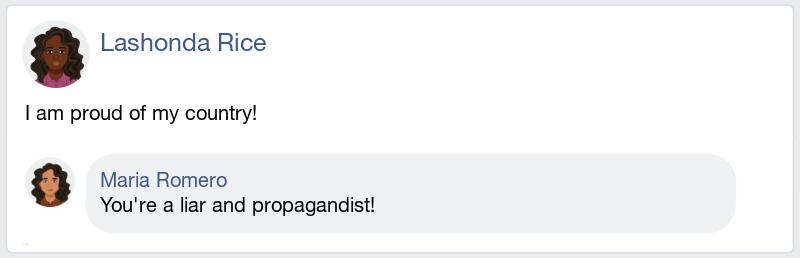 Lashonda Rice
I am proud of my country!
Maria Romero
You're a liar and propagandist!